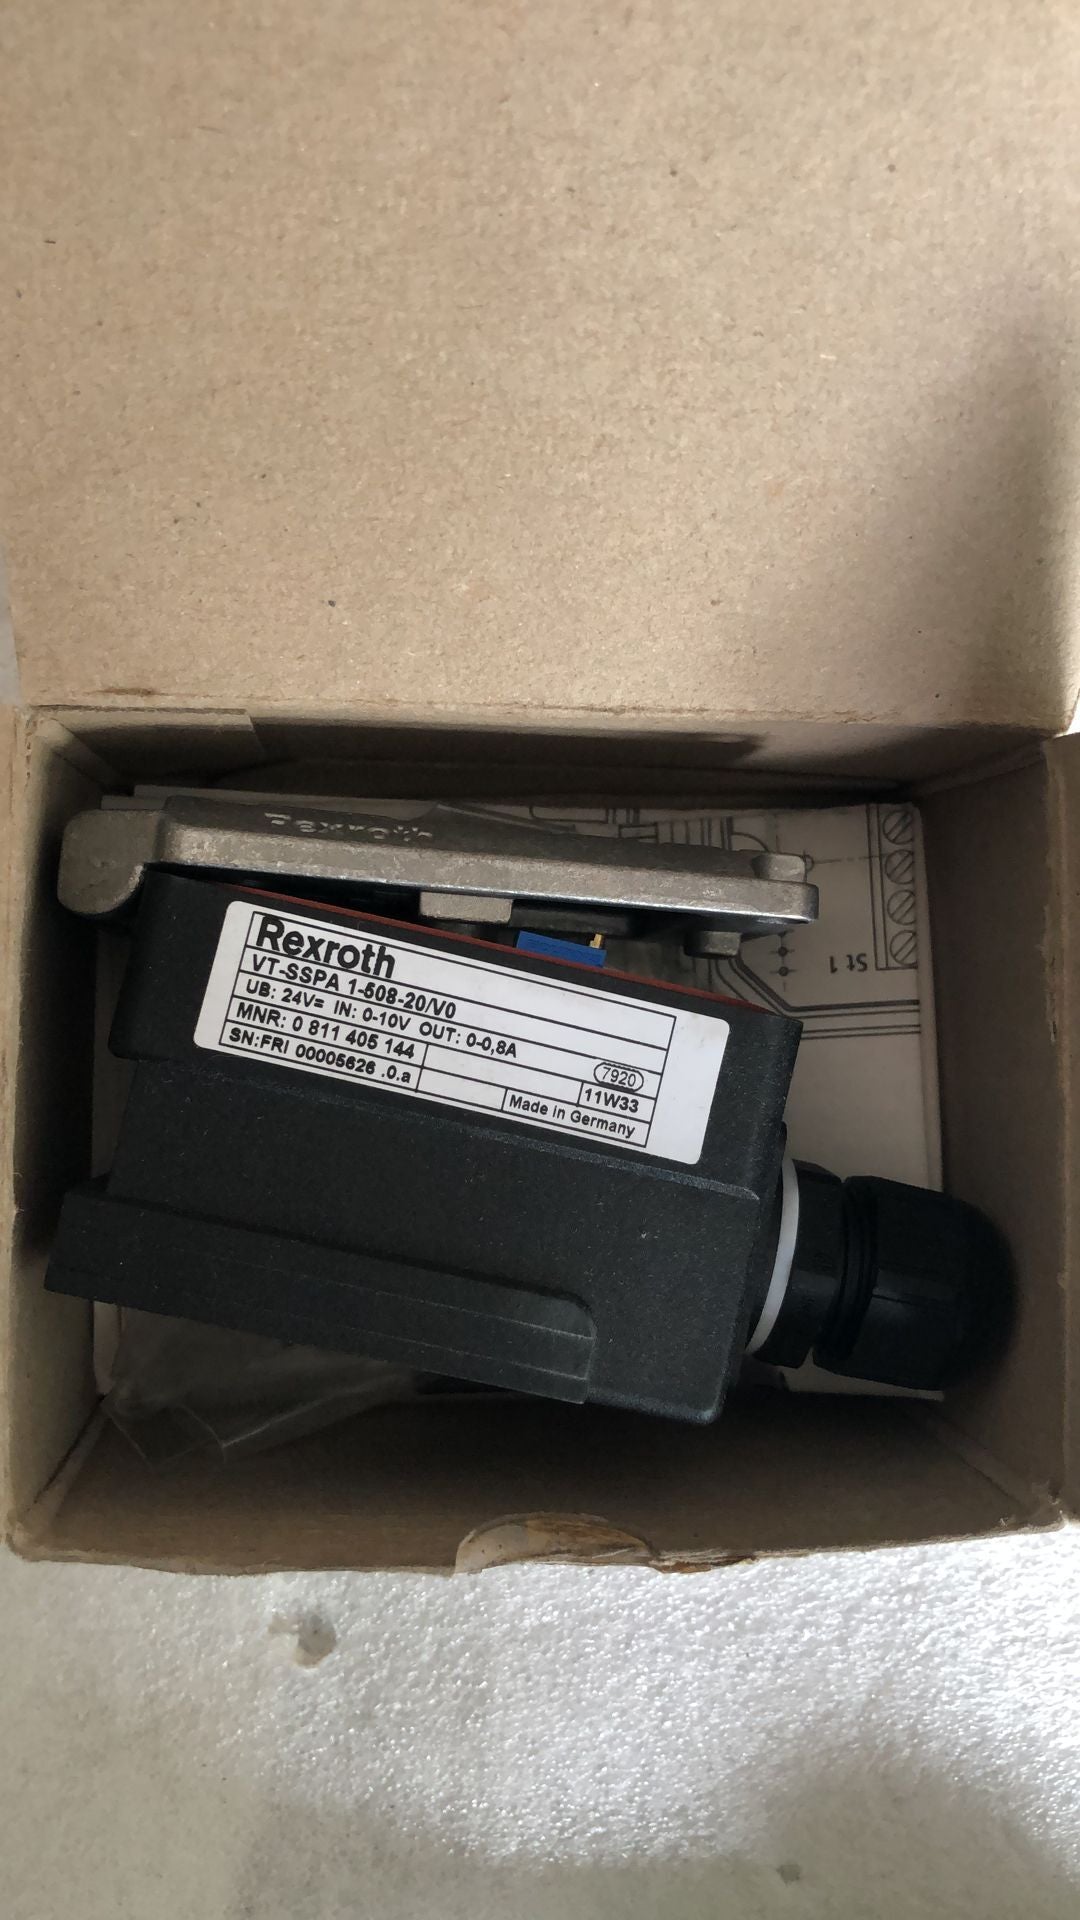 Rexroth
Rexroth
VT-SSPA 1-508-20/V0
UB: 24V= IN: 0-10V OUT: 0-0,8A
MNR: 0 811 405 144
7920
SN:FRI 00005626 .0.a
11W33
Made in Germany
St 1